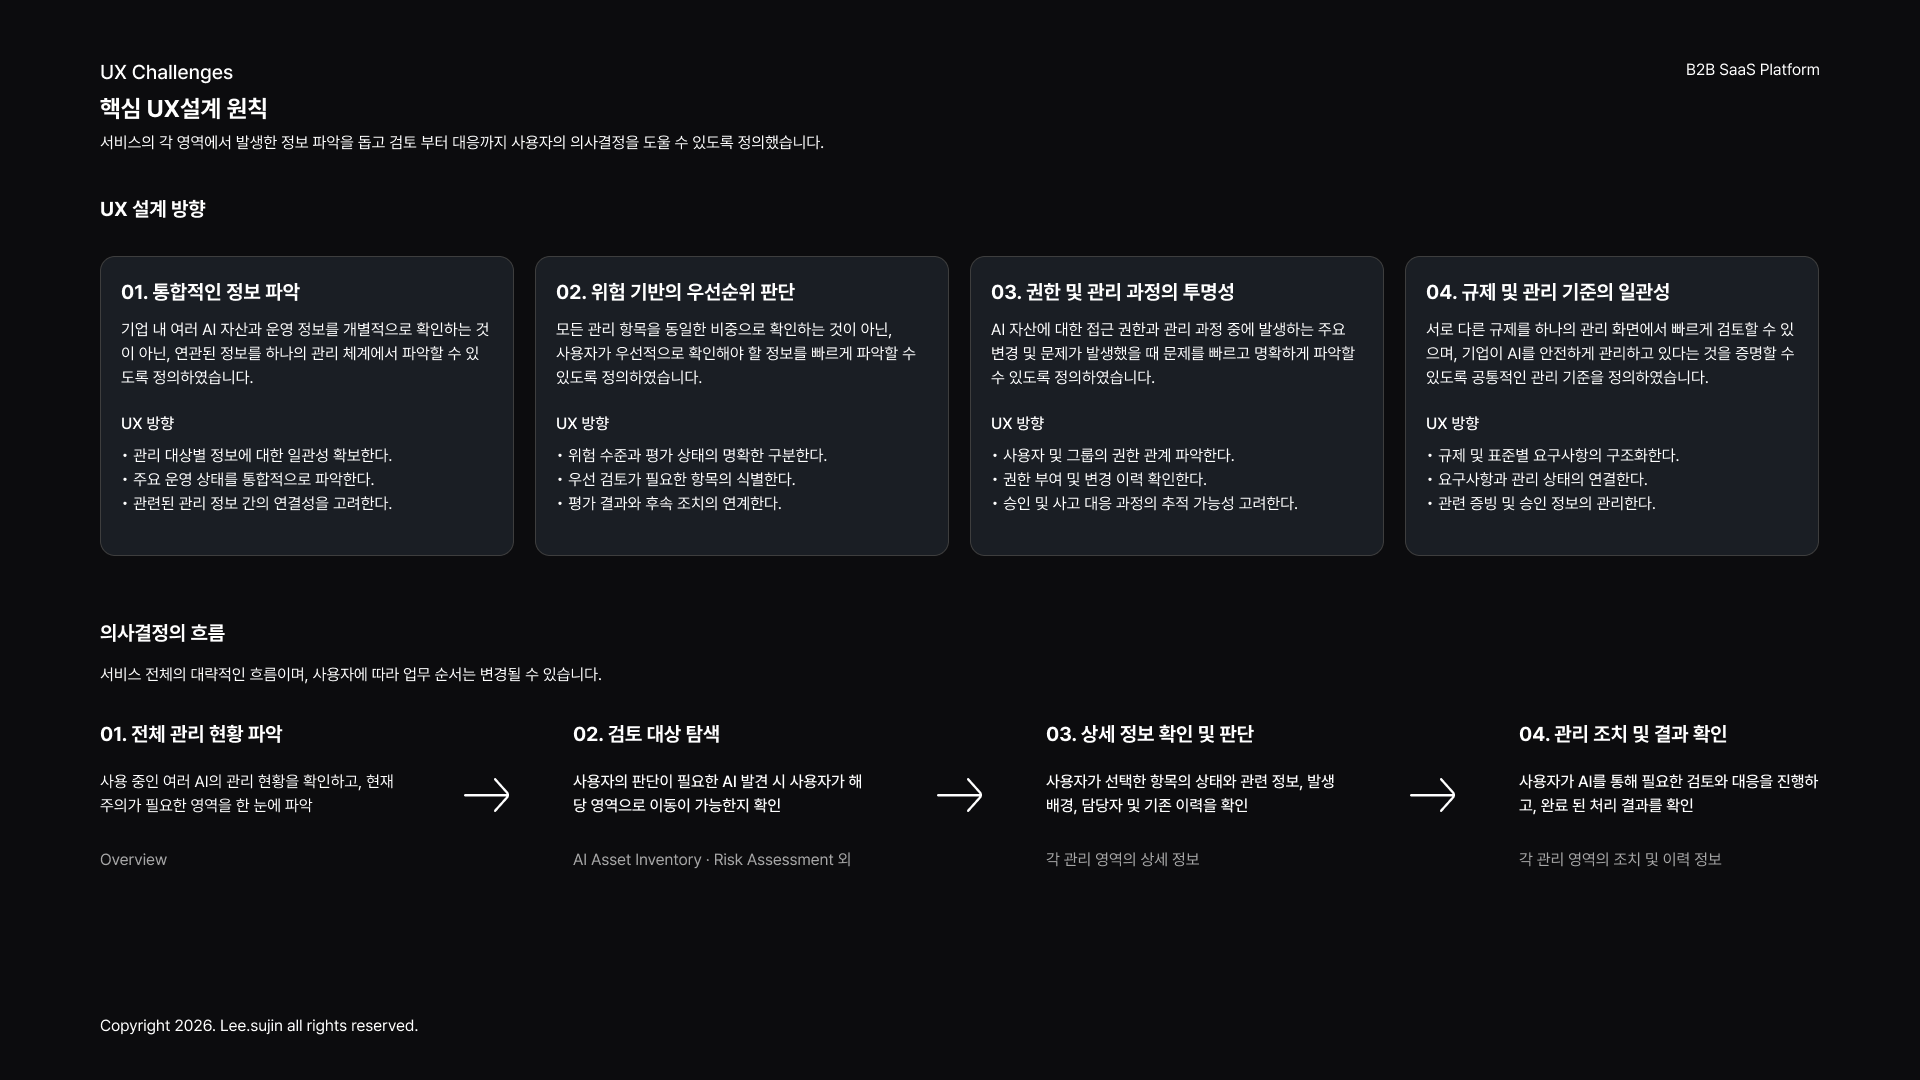 UX Challenges
B2B SaaS Platform
핵심 UX설계 원칙
서비스의 각 영역에서 발생한 정보 파악을 돕고 검토 부터 대응까지 사용자의 의사결정을 도울 수 있도록 정의했습니다.
UX 설계 방향
01. 통합적인 정보 파악
기업 내 여러 AI 자산과 운영 정보를 개별적으로 확인하는 것
이 아닌, 연관된 정보를 하나의 관리 체계에서 파악할 수 있
도록 정의하였습니다.
UX 방향
• 관리 대상별 정보에 대한 일관성 확보한다.
• 주요 운영 상태를 통합적으로 파악한다.
• 관련된 관리 정보 간의 연결성을 고려한다.
02. 위험 기반의 우선순위 판단
모든 관리 항목을 동일한 비중으로 확인하는 것이 아닌,
사용자가 우선적으로 확인해야 할 정보를 빠르게 파악할 수
있도록 정의하였습니다.
UX 방향
• 위험 수준과 평가 상태의 명확한 구분한다.
• 우선 검토가 필요한 항목의 식별한다.
• 평가 결과와 후속 조치의 연계한다.
03. 권한 및 관리 과정의 투명성
AI 자산에 대한 접근 권한과 관리 과정 중에 발생하는 주요
변경 및 문제가 발생했을 때 문제를 빠르고 명확하게 파악할
수 있도록 정의하였습니다.
UX 방향
• 사용자 및 그룹의 권한 관계 파악한다.
• 권한 부여 및 변경 이력 확인한다.
• 승인 및 사고 대응 과정의 추적 가능성 고려한다.
04. 규제 및 관리 기준의 일관성
서로 다른 규제를 하나의 관리 화면에서 빠르게 검토할 수 있
으며, 기업이 AI를 안전하게 관리하고 있다는 것을 증명할 수
있도록 공통적인 관리 기준을 정의하였습니다.
UX 방향
• 규제 및 표준별 요구사항의 구조화한다.
• 요구사항과 관리 상태의 연결한다.
• 관련 증빙 및 승인 정보의 관리한다.
의사결정의 흐름
서비스 전체의 대략적인 흐름이며, 사용자에 따라 업무 순서는 변경될 수 있습니다.
01. 전체 관리 현황 파악
사용 중인 여러 AI의 관리 현황을 확인하고, 현재
주의가 필요한 영역을 한 눈에 파악
Overview
02. 검토 대상 탐색
사용자의 판단이 필요한 AI 발견 시 사용자가 해
당 영역으로 이동이 가능한지 확인
AI Asset Inventory · Risk Assessment 외
03. 상세 정보 확인 및 판단
사용자가 선택한 항목의 상태와 관련 정보, 발생
배경, 담당자 및 기존 이력을 확인
각 관리 영역의 상세 정보
04. 관리 조치 및 결과 확인
사용자가 AI를 통해 필요한 검토와 대응을 진행하
고, 완료 된 처리 결과를 확인
각 관리 영역의 조치 및 이력 정보
Copyright 2026. Lee.sujin all rights reserved.